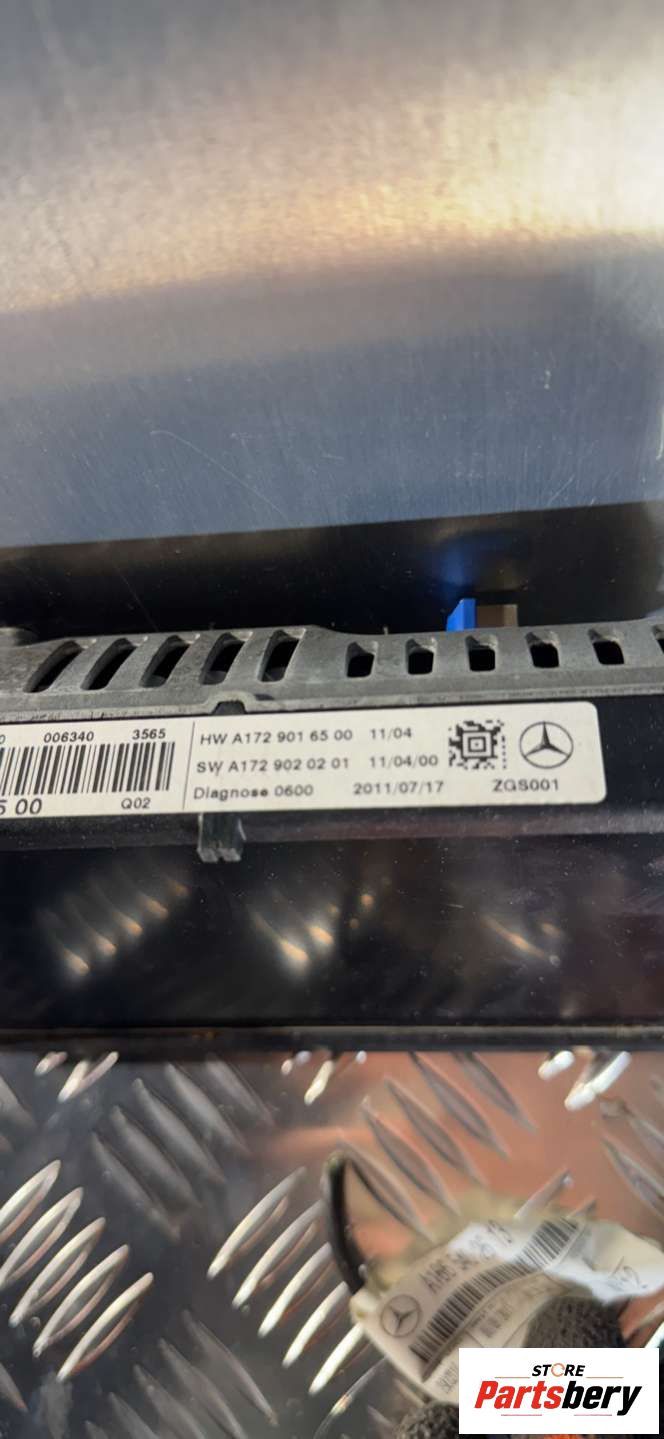 0 006340 3565
5 00 Q02
HW A172 901 65 00 11/04
SW A172 902 02 01 11/04/00
Diagnose 0600 2011/07/17 ZGS001
STORE
Partsbery